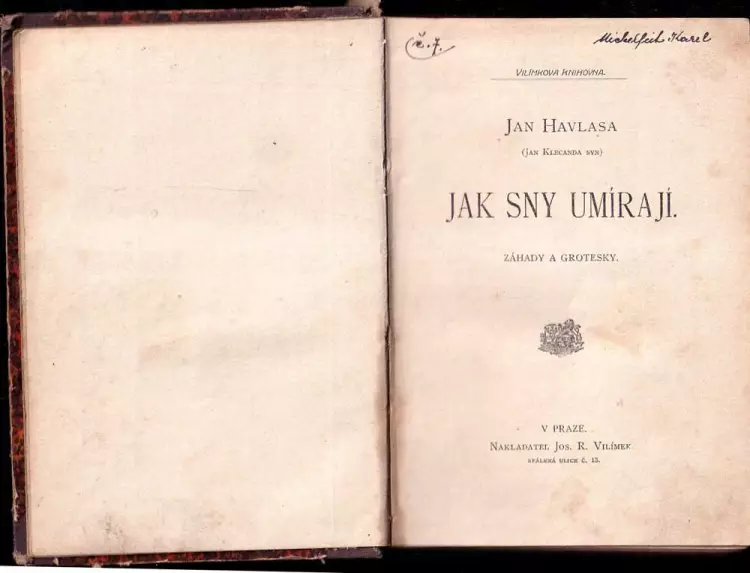 č. 7.
Karel
VILÍMKOVA KNIHOVNA.
JAN HAVLASA
(JAN KLECANDA SYN)
JAK SNY UMÍRAJÍ.
ZÁHADY A GROTESKY.
V PRAZE.
NAKLADATEL JOS. R. VILÍMEK
SPÁLENÁ ULICE Č. 13.